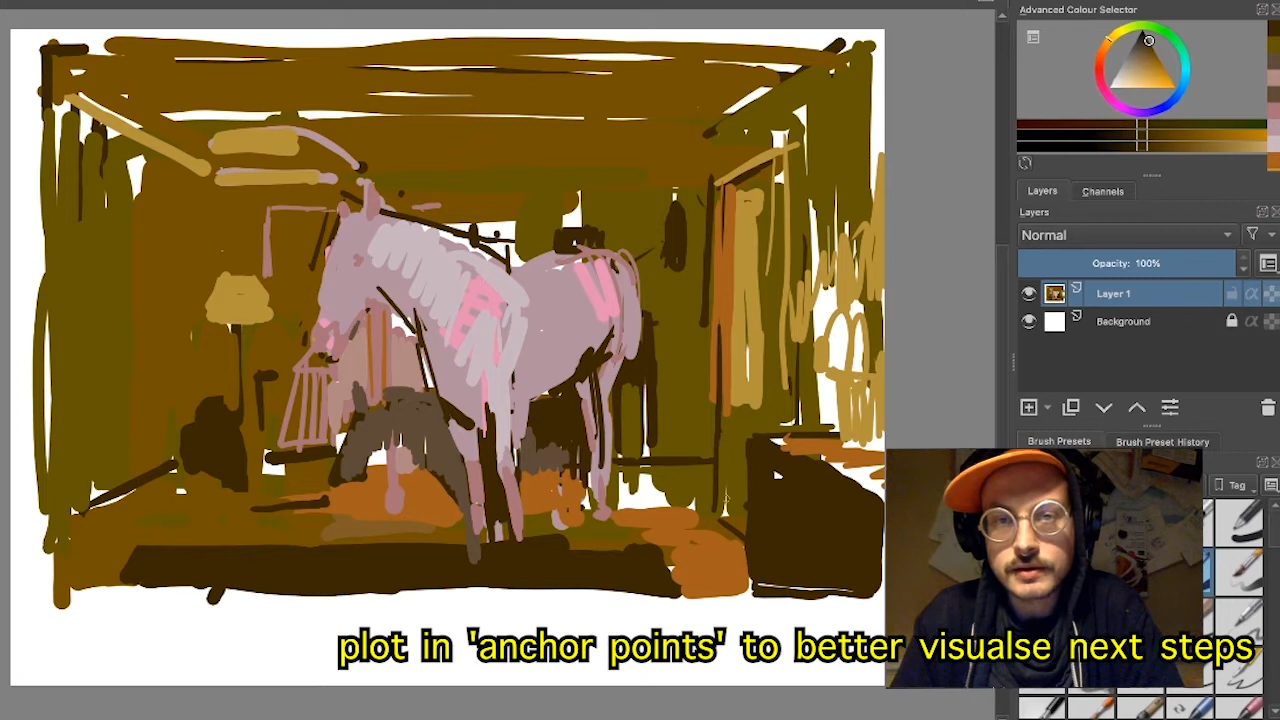 Advanced Colour Selector
Layers
Channels
Layers
Normal
Opacity: 100%
Layer 1
Background
Brush Presets
Brush Preset History
Tag
plot in 'anchor points' to better visualse next steps